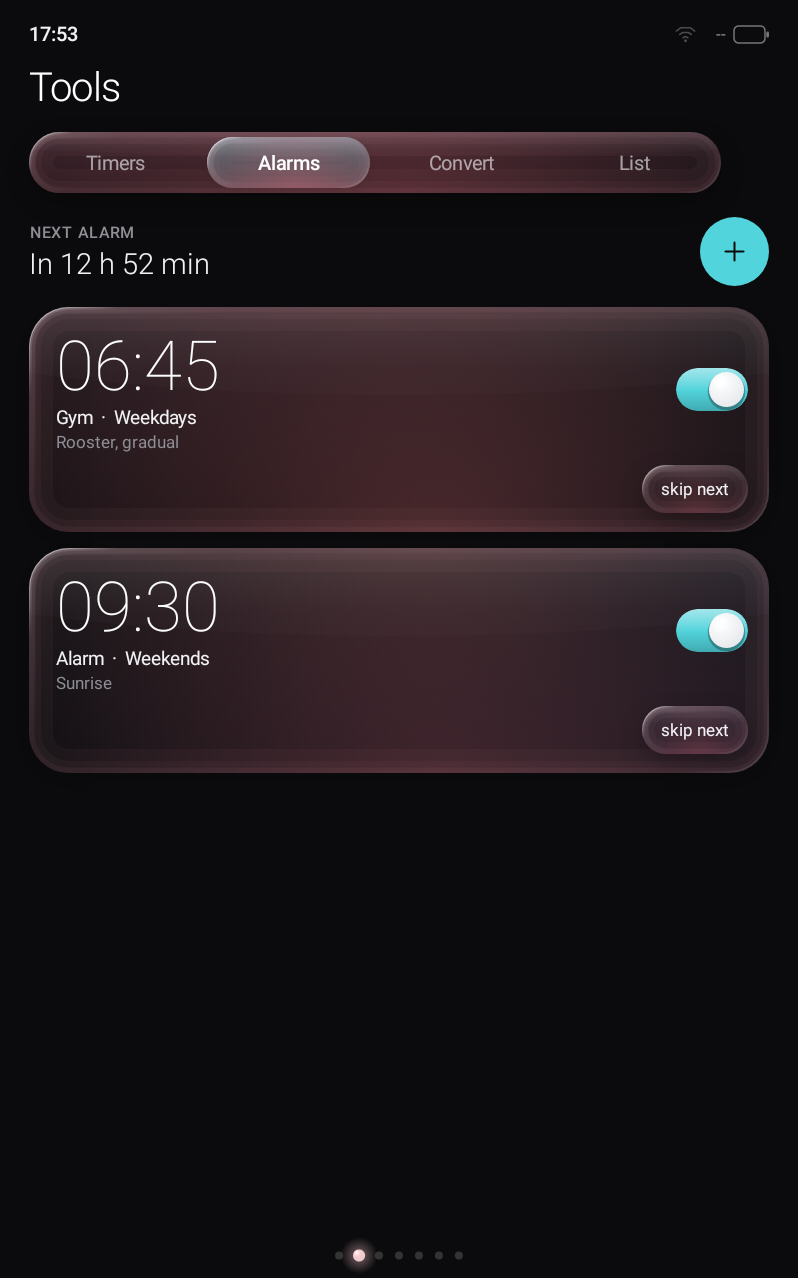 17:53
--
Tools
Timers
Alarms
Convert
List
NEXT ALARM
In 12 h 52 min
+
06:45
Gym · Weekdays
Rooster, gradual
skip next
09:30
Alarm · Weekends
Sunrise
skip next